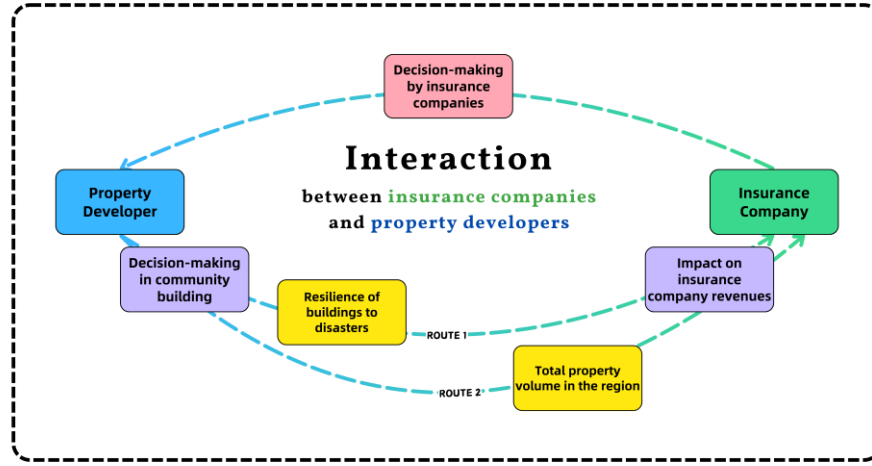 Decision-making
by insurance
companies
Interaction
between insurance companies
and property developers
Property
Developer
Insurance
Company
Decision-making
in community
building
Resilience of
buildings to
disasters
Impact on
insurance
company revenues
ROUTE 1
Total property
volume in the region
ROUTE 2